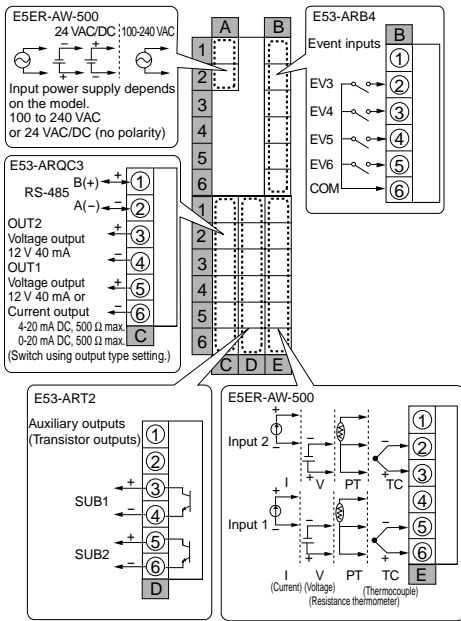 E5ER-AW-500
24 VAC/DC 100-240 VAC
− − + +
Input power supply depends
on the model.
100 to 240 VAC
or 24 VAC/DC (no polarity)
A B
1
2
3
4
5
6
1
2
3
4
5
6
C D E
E53-ARB4
B
Event inputs
1
EV3 2
EV4 3
EV5 4
EV6 5
COM 6
E53-ARQC3
B(+) + 1
RS-485
A(−) − 2
OUT2
Voltage output
12 V 40 mA
+ 3
− 4
OUT1
Voltage output
12 V 40 mA or
Current output
+ 5
− 6
4-20 mA DC, 500 Ω max.
0-20 mA DC, 500 Ω max.
C
(Switch using output type setting.)
E53-ART2
Auxiliary outputs
(Transistor outputs)
1
2
SUB1 + 3
− 4
SUB2 + 5
− 6
D
E5ER-AW-500
Input 2
+ − − + − +
I V PT TC
1
2
3
4
5
6
Input 1
+ − − + − +
I V PT TC
E
(Current) (Voltage) (Thermocouple)
(Resistance thermometer)